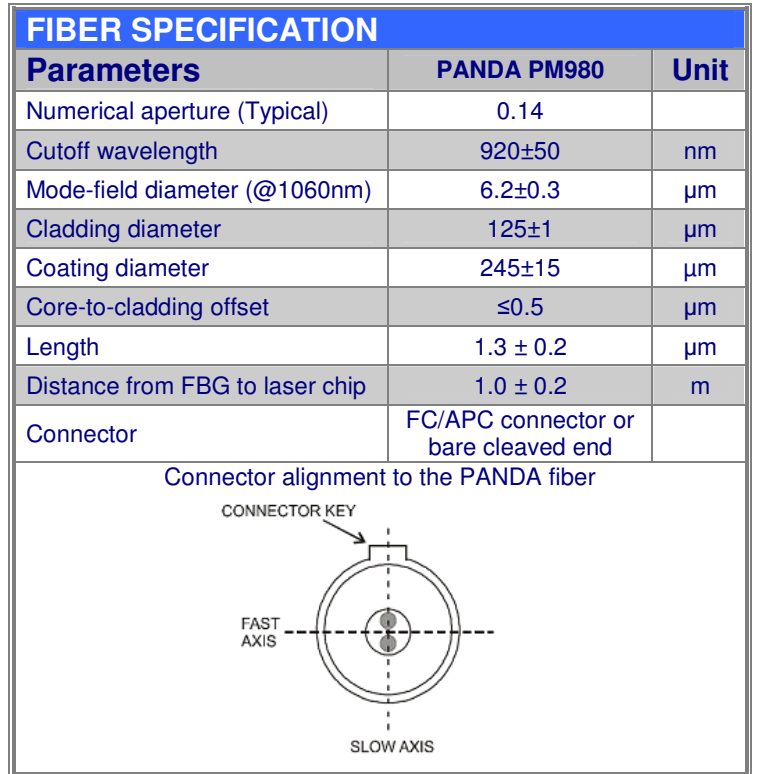 FIBER SPECIFICATION
Parameters PANDA PM980 Unit
Numerical aperture (Typical) 0.14
Cutoff wavelength 920±50 nm
Mode-field diameter (@1060nm) 6.2±0.3 µm
Cladding diameter 125±1 µm
Coating diameter 245±15 µm
Core-to-cladding offset ≤0.5 µm
Length 1.3 ± 0.2 µm
Distance from FBG to laser chip 1.0 ± 0.2 m
Connector FC/APC connector or
bare cleaved end
Connector alignment to the PANDA fiber
CONNECTOR KEY
FAST
AXIS
SLOW AXIS